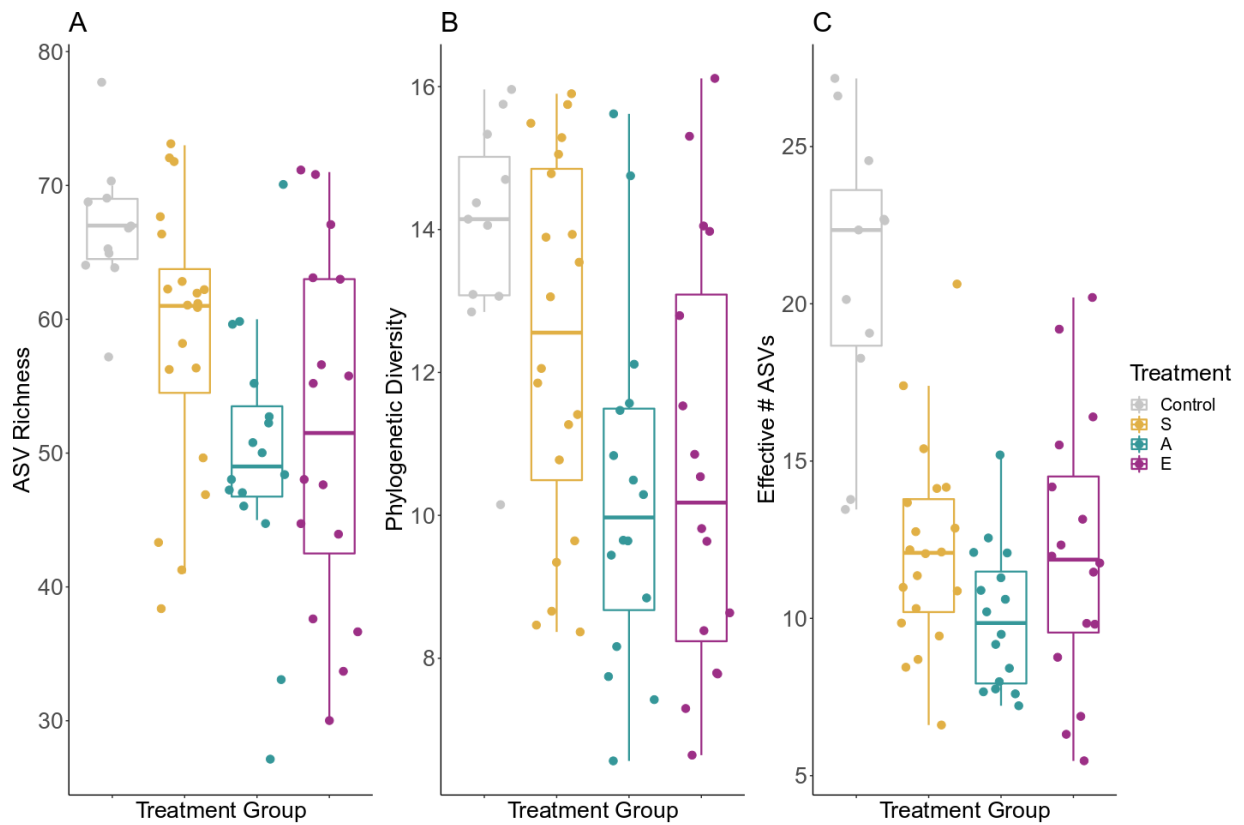 A
B
C
80
70
60
50
40
30
ASV Richness
Treatment Group
16
14
12
10
8
Phylogenetic Diversity
Treatment Group
25
20
15
10
5
Effective # ASVs
Treatment Group
Treatment
Control
S
A
E